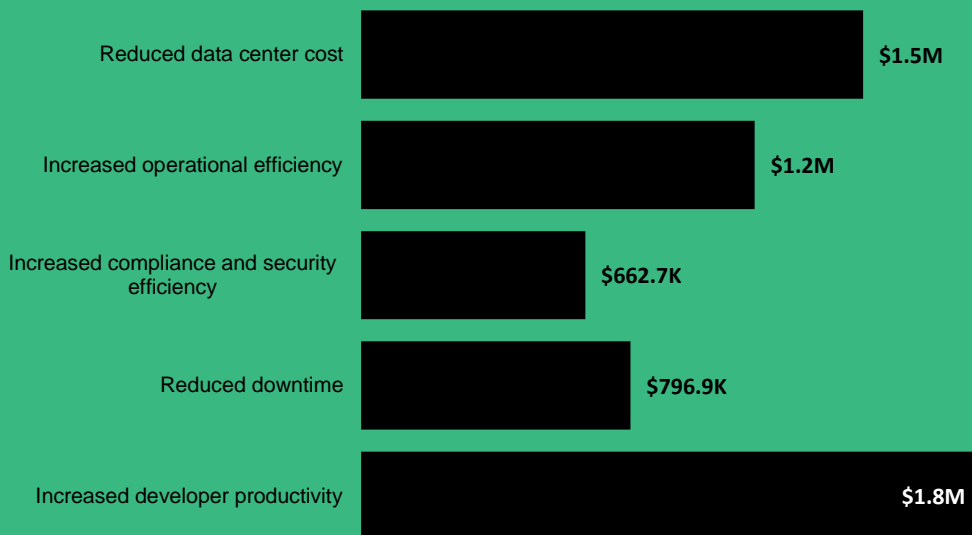 Reduced data center cost
$1.5M
Increased operational efficiency
$1.2M
Increased compliance and security
efficiency
$662.7K
Reduced downtime
$796.9K
Increased developer productivity
$1.8M